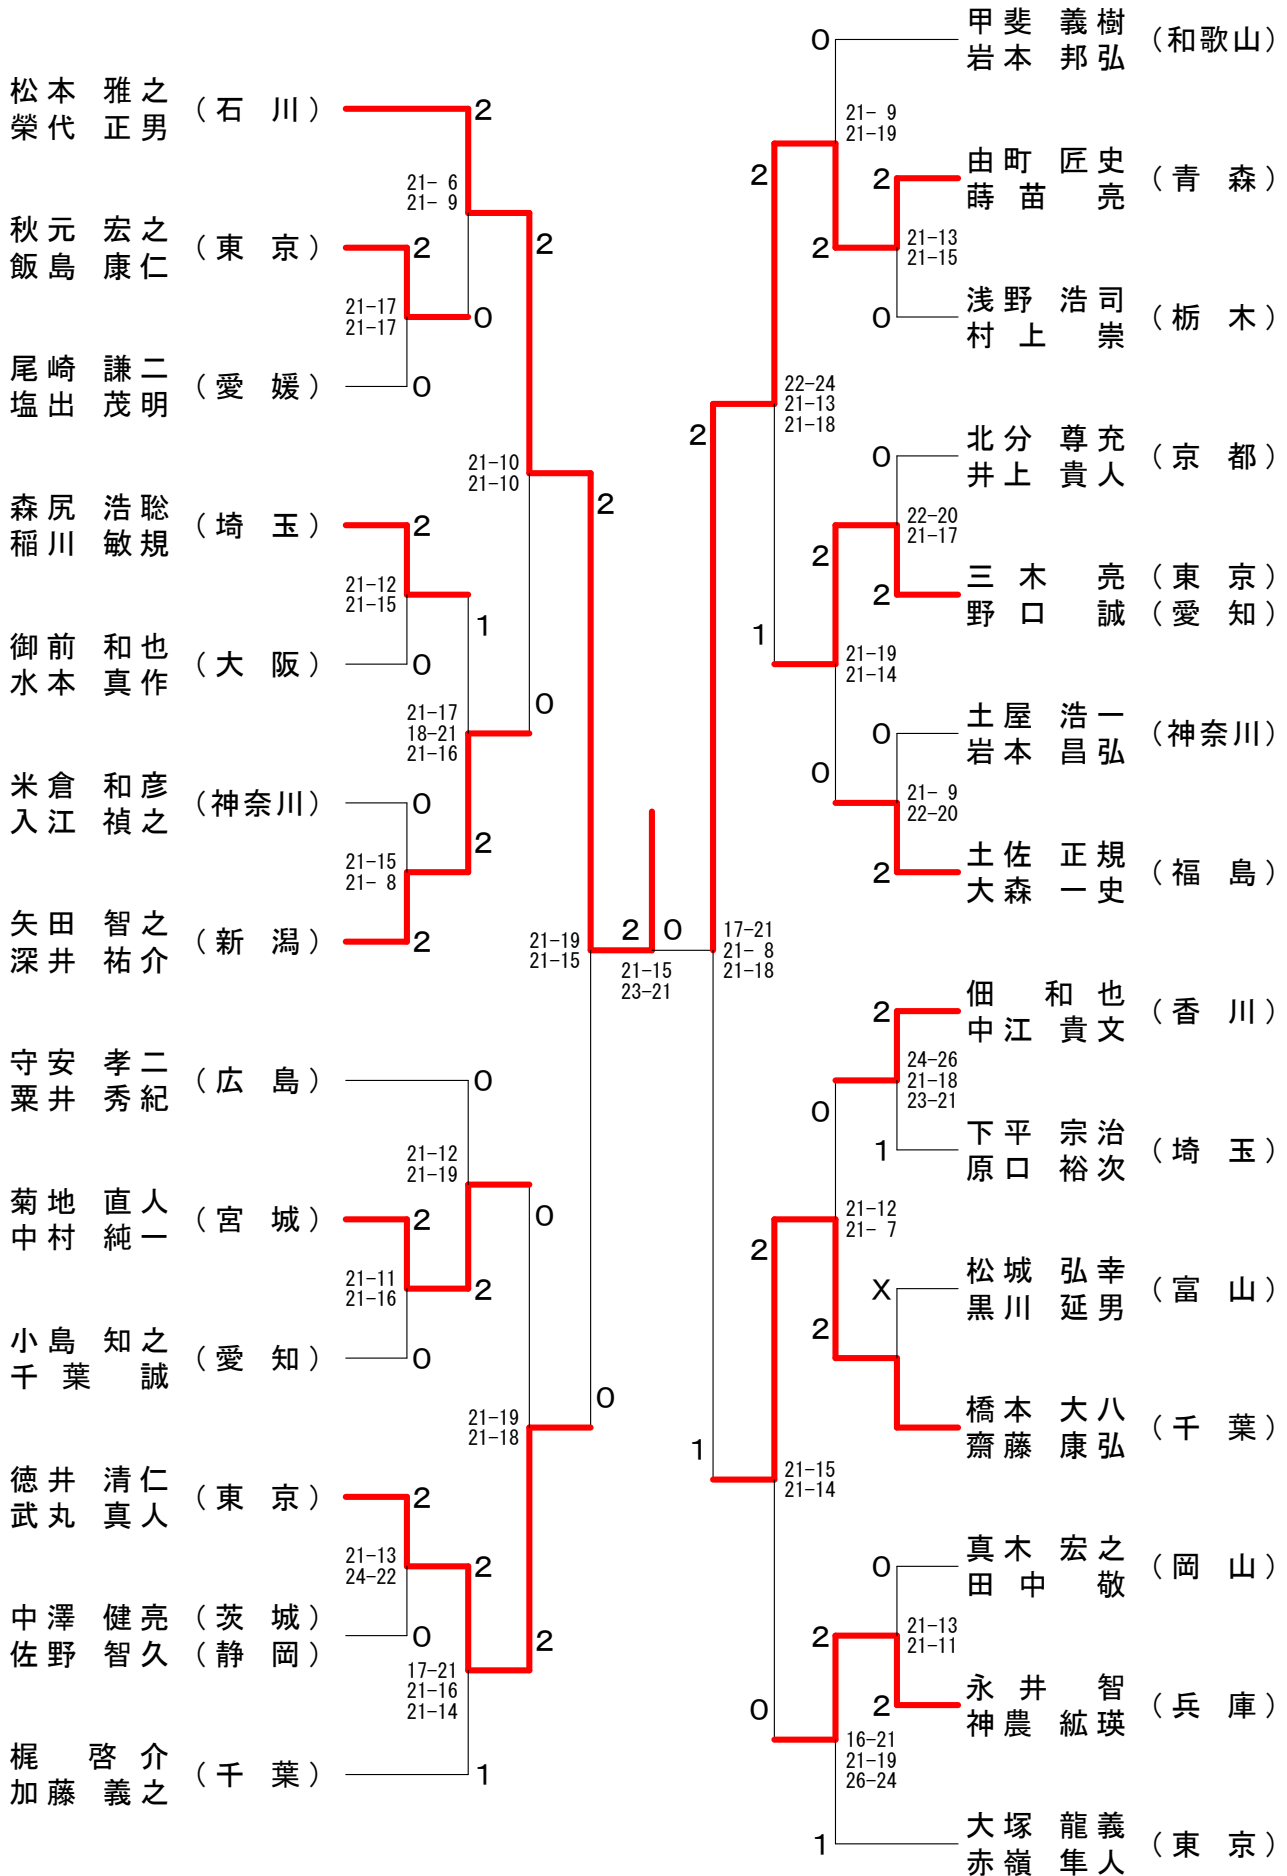 松本 雅之
榮代 正男
（石 川）
2
21- 6
21- 9
秋元 宏之
飯島 康仁
（東 京）
2
2
21-17
21-17
0
尾崎 謙二
塩出 茂明
（愛 媛）
0
21-10
21-10
2
森尻 浩聡
稲川 敏規
（埼 玉）
2
21-12
21-15
1
御前 和也
水本 真作
（大 阪）
0
21-17
18-21
21-16
0
米倉 和彦
入江 禎之
（神奈川）
0
21-15
21- 8
2
矢田 智之
深井 祐介
（新 潟）
2
21-19
21-15
2
0
21-15
23-21
守安 孝二
粟井 秀紀
（広 島）
0
21-12
21-19
菊地 直人
中村 純一
（宮 城）
2
0
21-11
21-16
2
小島 知之
千葉 誠
（愛 知）
0
21-19
21-18
0
徳井 清仁
武丸 真人
（東 京）
2
21-13
24-22
2
中澤 健亮
佐野 智久
（茨 城）
（静 岡）
0
2
17-21
21-16
21-14
梶 啓介
加藤 義之
（千 葉）
1
甲斐 義樹
岩本 邦弘
（和歌山）
0
21- 9
21-19
2
由町 匠史
蒔苗 亮
（青 森）
2
2
21-13
21-15
浅野 浩司
村上 崇
（栃 木）
0
22-24
21-13
21-18
2
北分 尊充
井上 貴人
（京 都）
0
22-20
21-17
2
三木 亮
野口 誠
（東 京）
（愛 知）
2
1
21-19
21-14
土屋 浩一
岩本 昌弘
（神奈川）
0
0
21- 9
22-20
土佐 正規
大森 一史
（福 島）
2
17-21
21- 8
21-18
佃 和也
中江 貴文
（香 川）
2
24-26
21-18
23-21
0
下平 宗治
原口 裕次
（埼 玉）
1
21-12
21- 7
2
松城 弘幸
黒川 延男
（富 山）
X
2
橋本 大八
齋藤 康弘
（千 葉）
1
21-15
21-14
真木 宏之
田中 敬
（岡 山）
0
21-13
21-11
2
永井 智
神農 紘瑛
（兵 庫）
2
0
16-21
21-19
26-24
大塚 龍義
赤嶺 隼人
（東 京）
1